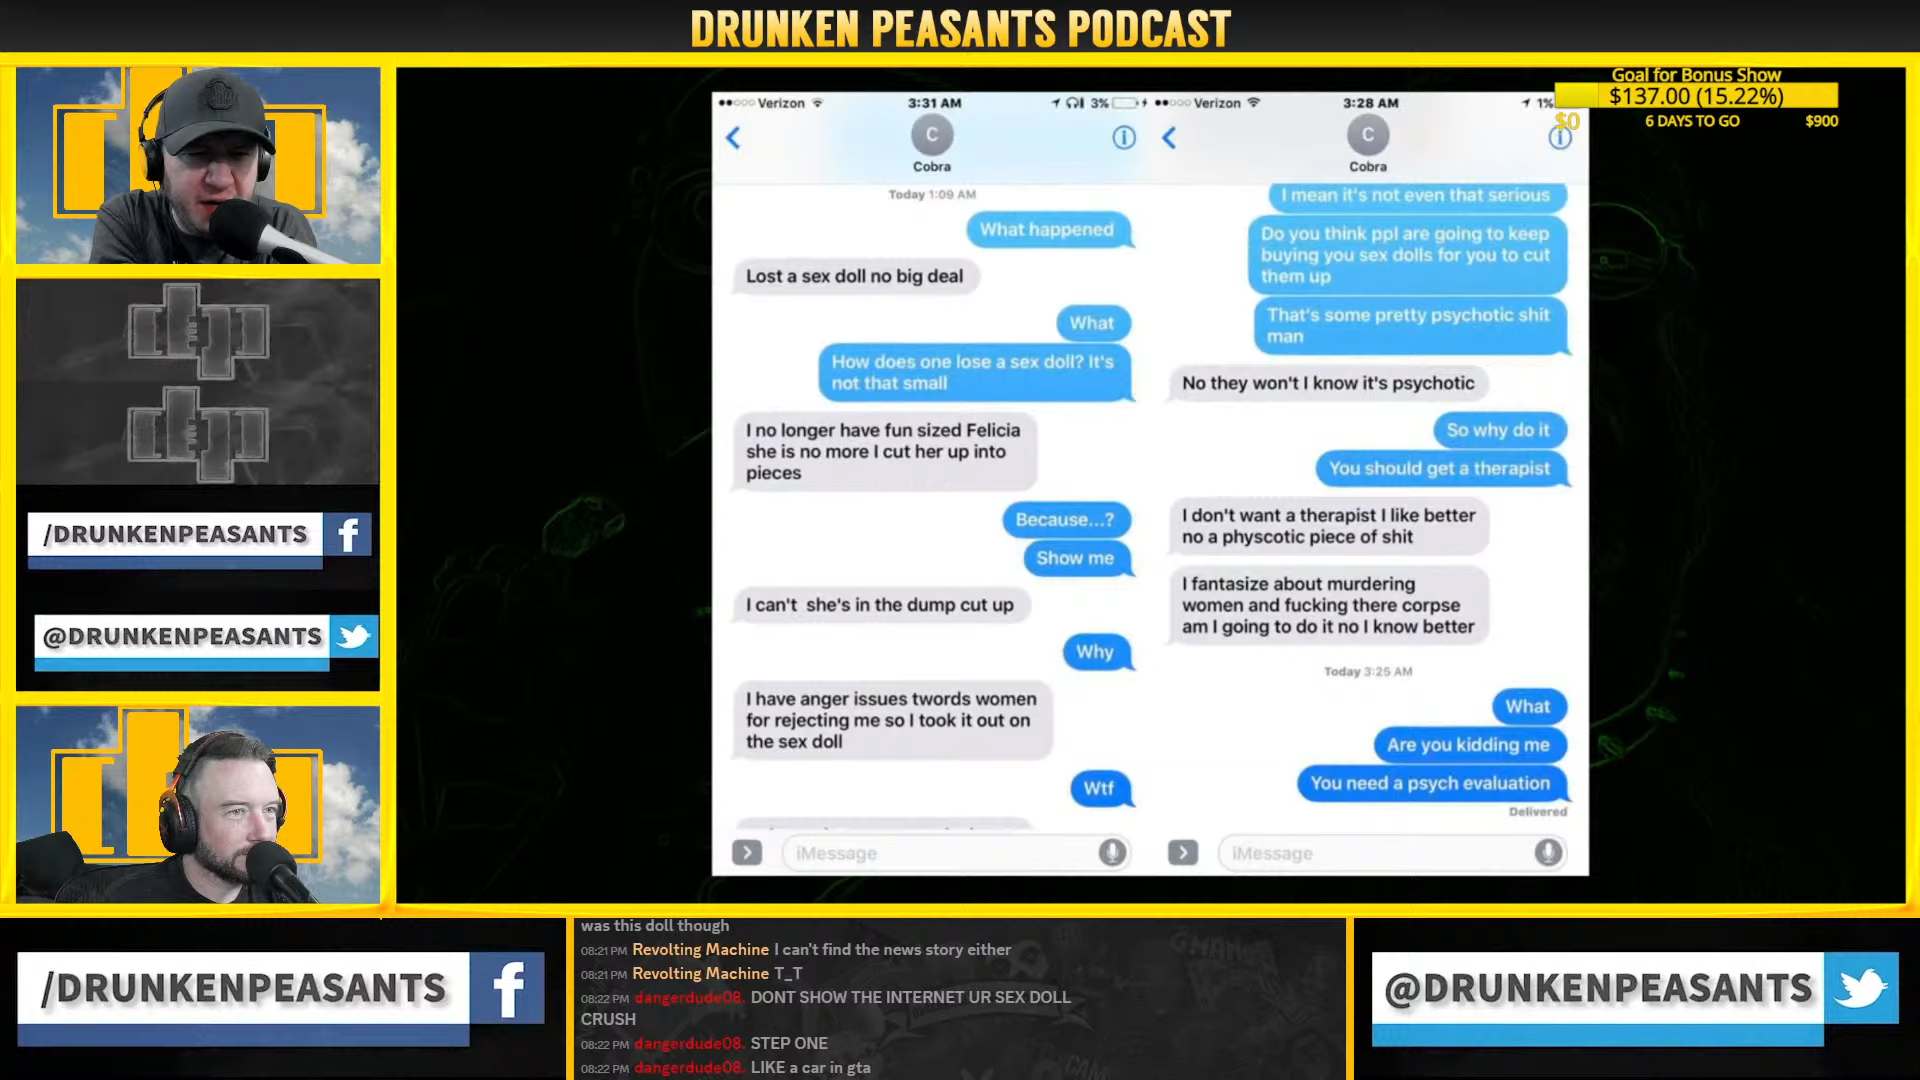 DRUNKEN PEASANTS PODCAST
Goal for Bonus Show
$137.00 (15.22%)
$0
6 DAYS TO GO
$900
Verizon
3:31 AM
3%
C
Cobra
Today 1:09 AM
What happened
Lost a sex doll no big deal
What
How does one lose a sex doll? It's
not that small
I no longer have fun sized Felicia
she is no more I cut her up into
pieces
Because...?
Show me
I can't she's in the dump cut up
Why
I have anger issues twords women
for rejecting me so I took it out on
the sex doll
Wtf
iMessage
Verizon
3:28 AM
1%
C
Cobra
I mean it's not even that serious
Do you think ppl are going to keep
buying you sex dolls for you to cut
them up
That's some pretty psychotic shit
man
No they won't I know it's psychotic
So why do it
You should get a therapist
I don't want a therapist I like better
no a physcotic piece of shit
I fantasize about murdering
women and fucking there corpse
am I going to do it no I know better
Today 3:25 AM
What
Are you kidding me
You need a psych evaluation
Delivered
iMessage
/DRUNKENPEASANTS
@DRUNKENPEASANTS
/DRUNKENPEASANTS
was this doll though
08:21 PM Revolting Machine I can't find the news story either
08:21 PM Revolting Machine T_T
08:22 PM dangerdude08. DONT SHOW THE INTERNET UR SEX DOLL
CRUSH
08:22 PM dangerdude08. STEP ONE
08:22 PM dangerdude08. LIKE a car in gta
@DRUNKENPEASANTS